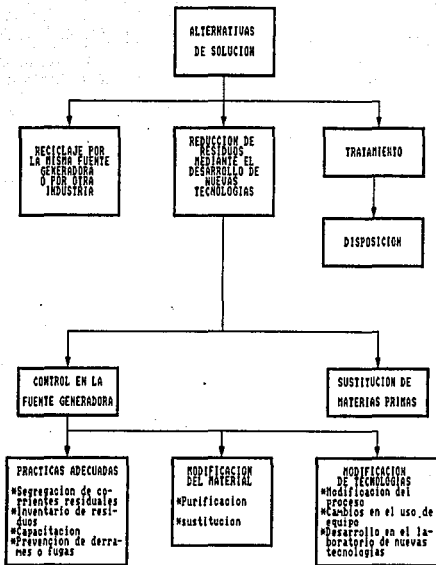 ALTERNATIVAS
DE SOLUCION
RECICLAJE POR
LA MISMA FUENTE
GENERADORA
O POR OTRA
INDUSTRIA
REDUCCION DE
RESIDUOS
MEDIANTE EL
DESARROLLO DE
NUEVAS
TECNOLOGIAS
TRATAMIENTO
DISPOSICION
CONTROL EN LA
FUENTE GENERADORA
SUSTITUCION DE
MATERIAS PRIMAS
PRACTICAS ADECUADAS
*Segregacion de co-
rrientes residuales
*Inventario de resi-
duos
*Capacitacion
*Prevencion de derra-
mes o fugas
MODIFICACION
DEL MATERIAL
*Purificacion
*sustitucion
MODIFICACION
DE TECNOLOGIAS
*Modificacion del
proceso
*Cambios en el uso de
equipo
*Desarrollo en el la-
boratorio de nuevas
tecnologias